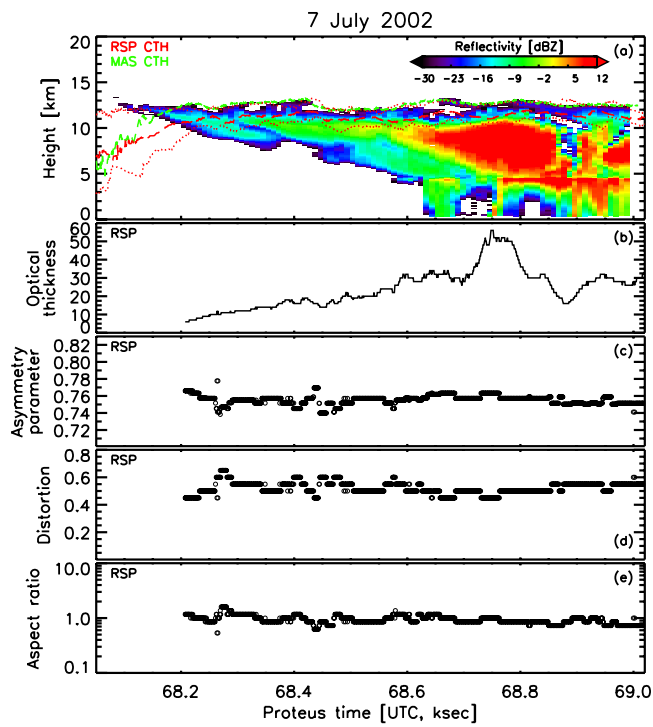 7 July 2002
RSP CTH
MAS CTH
Reflectivity [dBZ]
(a)
−30 −23 −16 −9 −2 5 12
20
15
10
5
0
Height [km]
RSP
(b)
60
50
40
30
20
10
0
Optical
thickness
RSP
(c)
0.82
0.80
0.78
0.76
0.74
0.72
Asymmetry
parameter
RSP
(d)
0.8
0.6
0.4
0.2
Distortion
RSP
(e)
10.0
1.0
0.1
Aspect ratio
68.2 68.4 68.6 68.8 69.0
Proteus time [UTC, ksec]